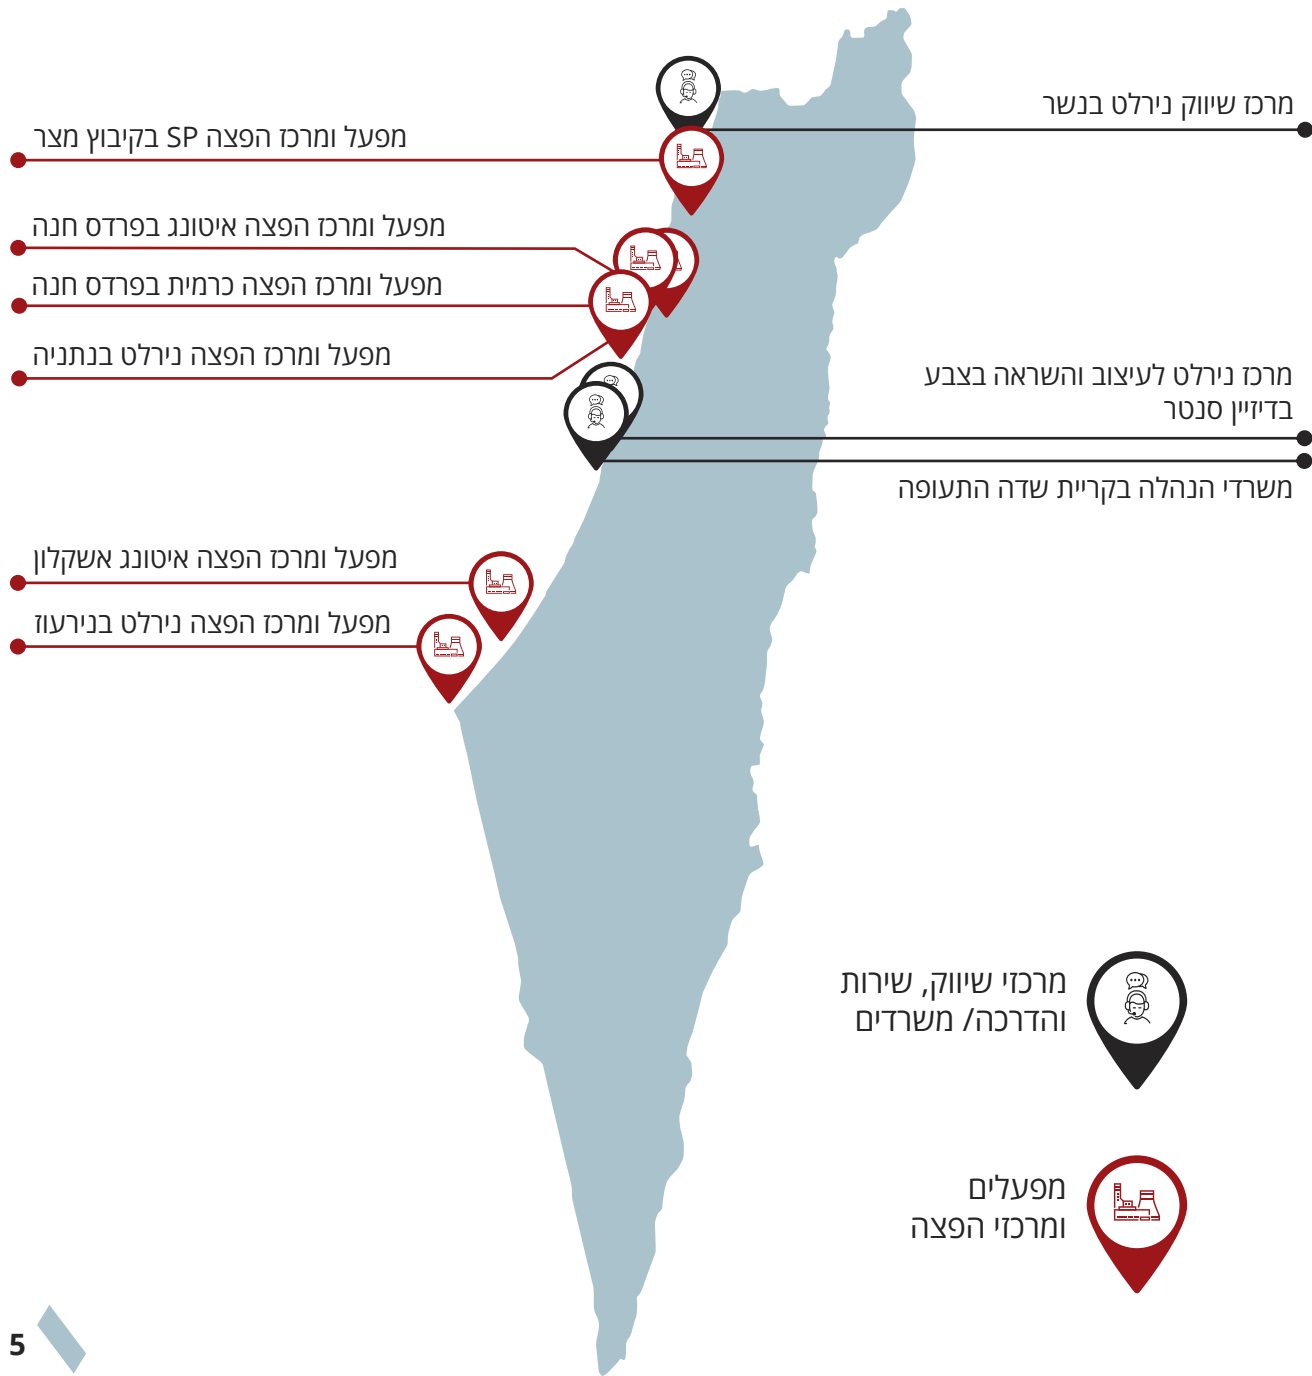 מרכז שיווק נירלט בנשר
מפעל ומרכז הפצה SP בקיבוץ מצר
מפעל ומרכז הפצה איטונג בפרדס חנה
מפעל ומרכז הפצה כרמית בפרדס חנה
מפעל ומרכז הפצה נירלט בנתניה
מרכז נירלט לעיצוב והשראה בצבע
בדיזיין סנטר
משרדי הנהלה בקריית שדה התעופה
מפעל ומרכז הפצה איטונג אשקלון
מפעל ומרכז הפצה נירלט בנירעוז
מרכזי שיווק, שירות
והדרכה/ משרדים
מפעלים
ומרכזי הפצה
5